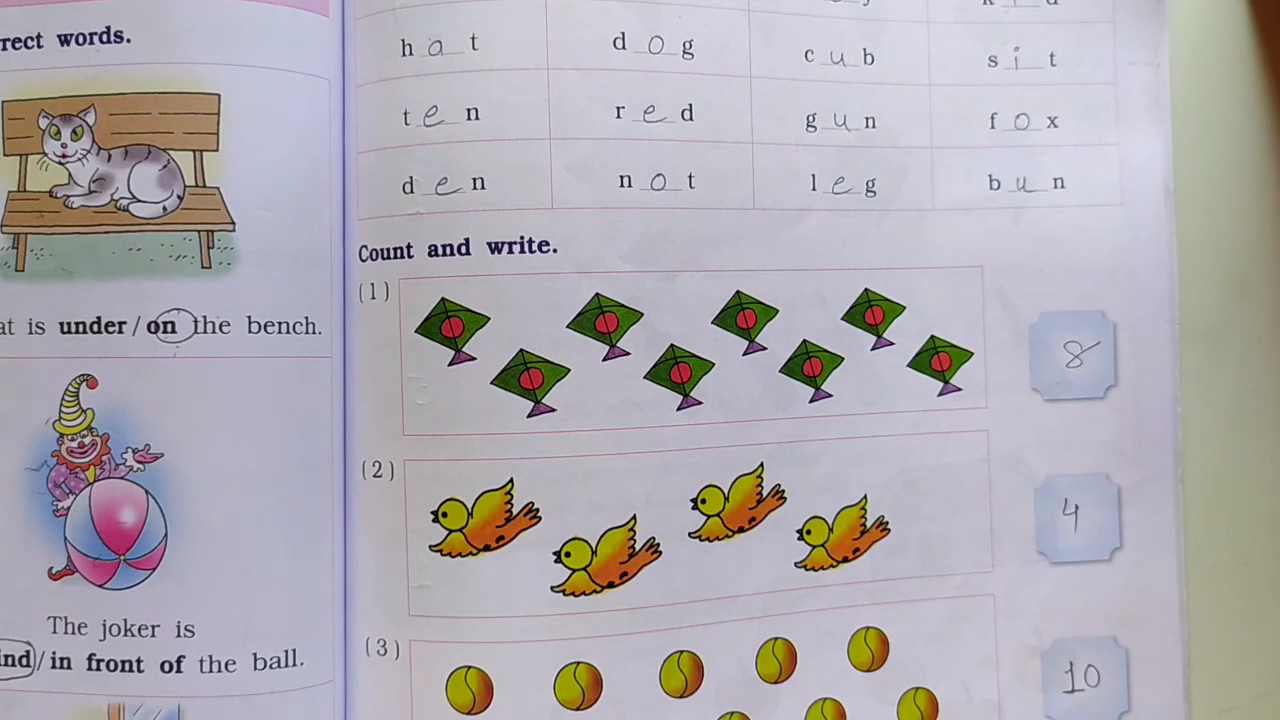 rect words.
at is under / on the bench.
The joker is
ind / in front of the ball.
h a t d o g c u b s i t
t e n r e d g u n f o x
d e n n o t l e g b u n
Count and write.
(1) 8
(2) 4
(3) 10